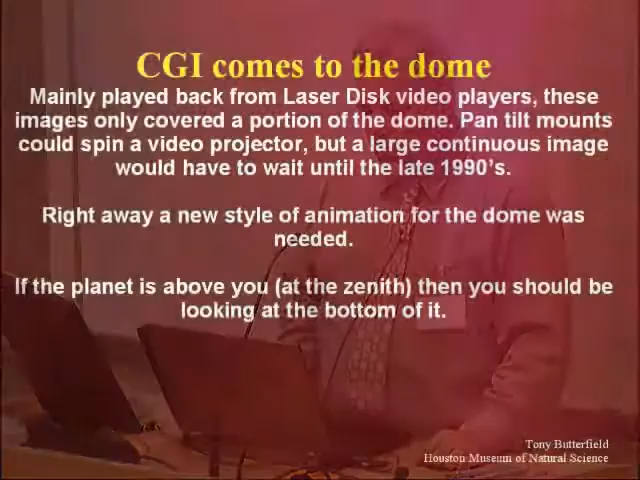 CGI comes to the dome
Mainly played back from Laser Disk video players, these
images only covered a portion of the dome. Pan tilt mounts
could spin a video projector, but a large continuous image
would have to wait until the late 1990's.
Right away a new style of animation for the dome was
needed.
If the planet is above you (at the zenith) then you should be
looking at the bottom of it.
Tony Butterfield
Houston Museum of Natural Science